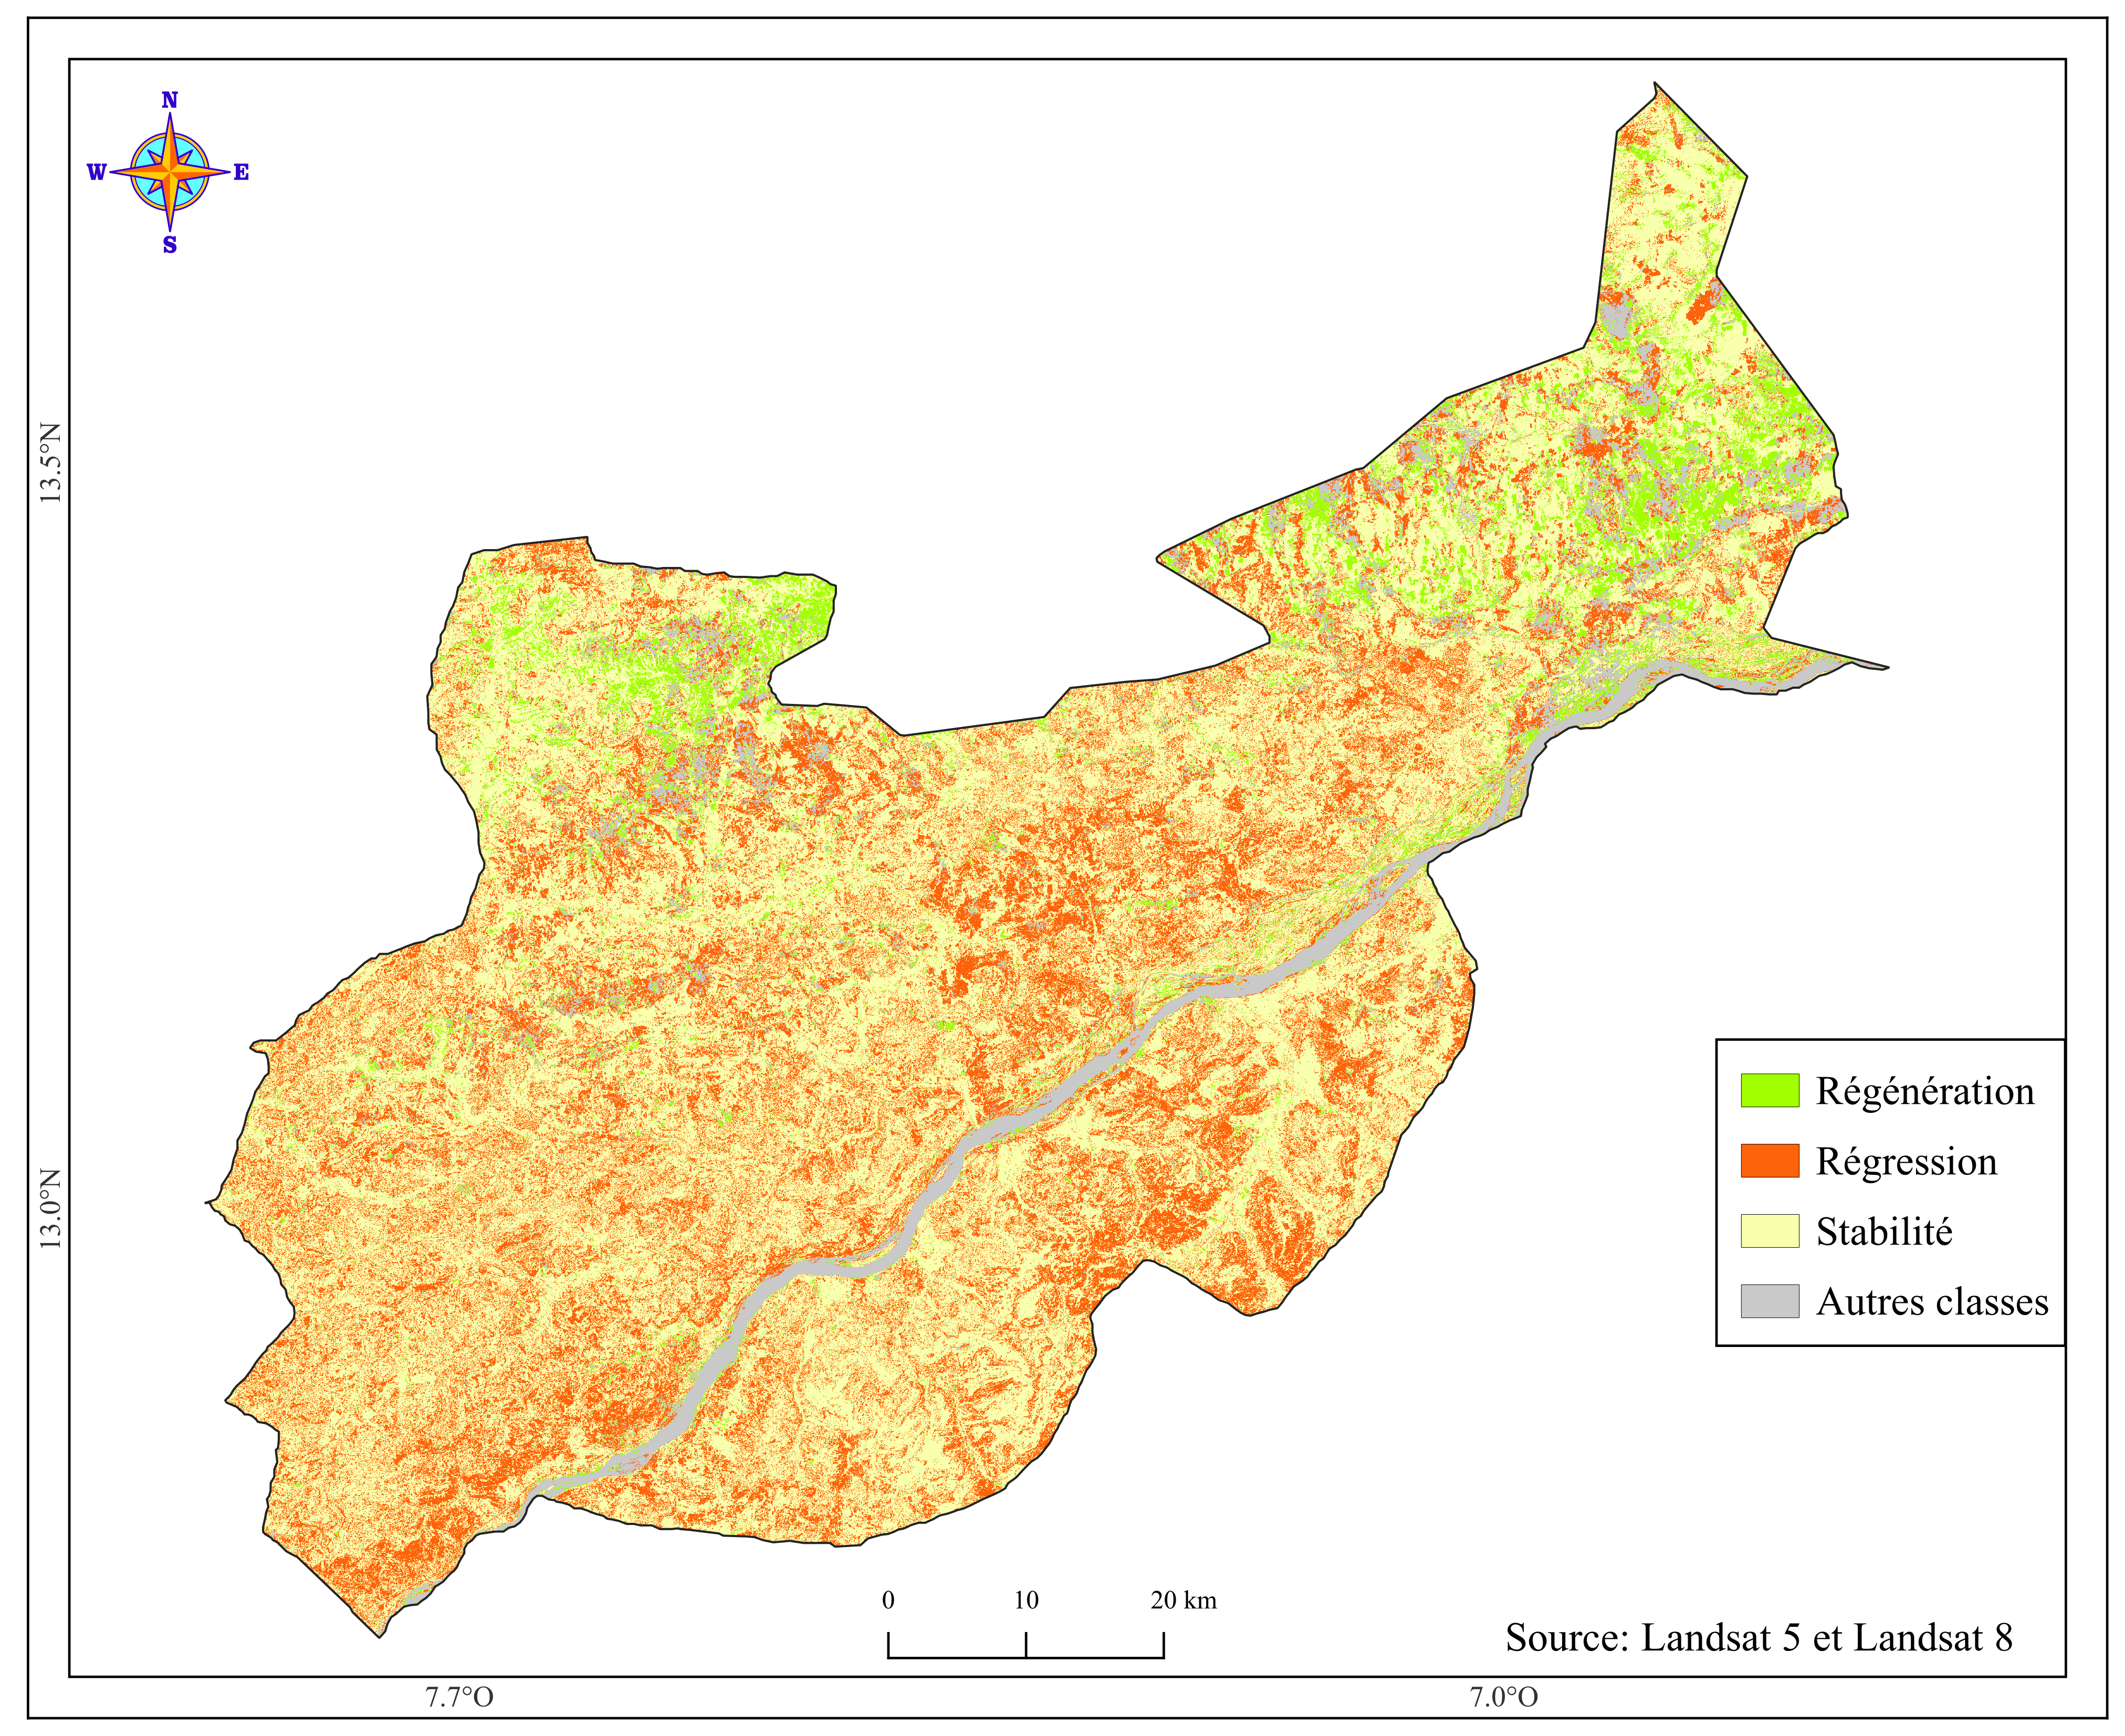 N
W E
S
13.5°N
13.0°N
Régénération
Régression
Stabilité
Autres classes
0 10 20 km
Source: Landsat 5 et Landsat 8
7.7°O 7.0°O